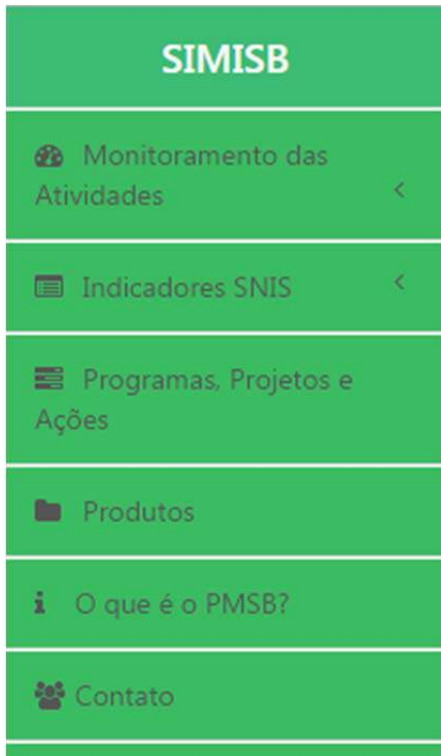 SIMISB
Monitoramento das
Atividades
Indicadores SNIS
Programas, Projetos e
Ações
Produtos
O que é o PMSB?
Contato